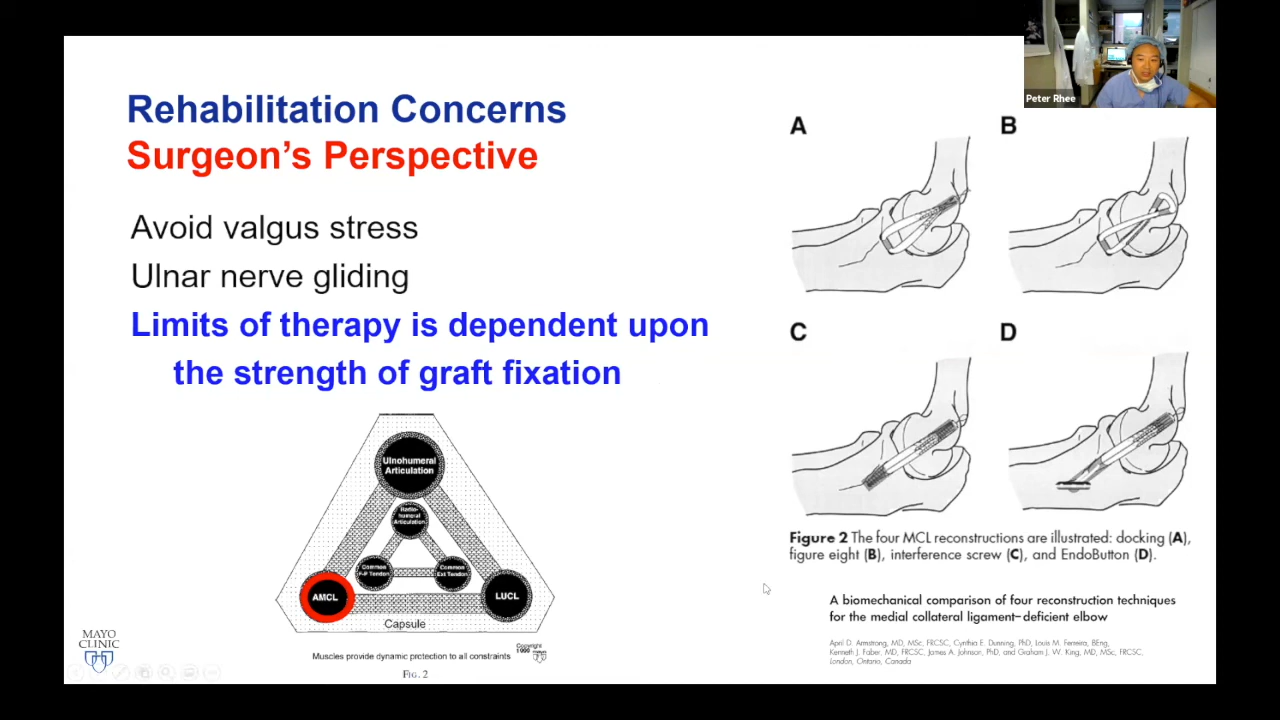 Peter Rhee
Rehabilitation Concerns
Surgeon's Perspective
Avoid valgus stress
Ulnar nerve gliding
Limits of therapy is dependent upon
the strength of graft fixation
Ulnohumeral
Articulation
Radio-
humeral
Articulation
Common
F-P Tendon
Common
Ext Tendon
AMCL
LUCL
Capsule
Muscles provide dynamic protection to all constraints
Copyright
FIG. 2
MAYO
CLINIC
A
B
C
D
Figure 2 The four MCL reconstructions are illustrated: docking (A),
figure eight (B), interference screw (C), and EndoButton (D).
A biomechanical comparison of four reconstruction techniques
for the medial collateral ligament–deficient elbow
April D. Armstrong, MD, MSc, FRCSC, Cynthia E. Dunning, PhD, Louis M. Ferreira, BEng,
Kenneth J. Faber, MD, FRCSC, James A. Johnson, PhD, and Graham J. W. King, MD, MSc, FRCSC,
London, Ontario, Canada